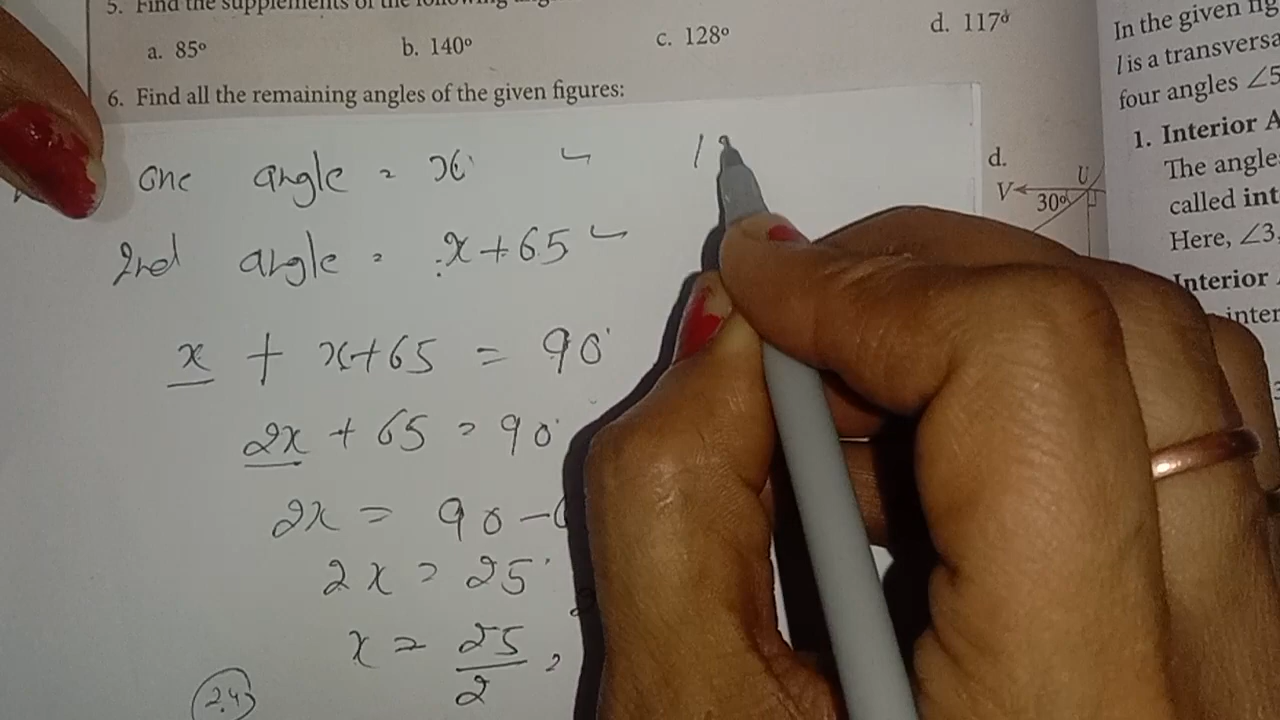 5. Find the supplements of the following
a. 85° b. 140° c. 128° d. 117°
6. Find all the remaining angles of the given figures:
one angle = x° 
2nd angle = x + 65
x + x+65 = 90°
2x + 65 = 90°
2x = 90 -
2x = 25°
x = 25/2
d.
V U
30°
In the given
l is a transversa
four angles ∠5
1. Interior A
The angle
called int
Here, ∠3,
Interior
inter